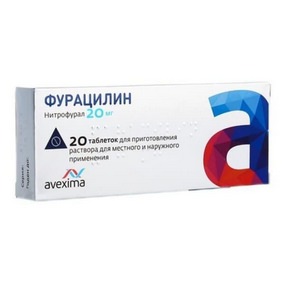 ФУРАЦИЛИН
Нитрофурал 20 мг
20 таблеток для приготовления
раствора для местного и наружного
применения
avexima